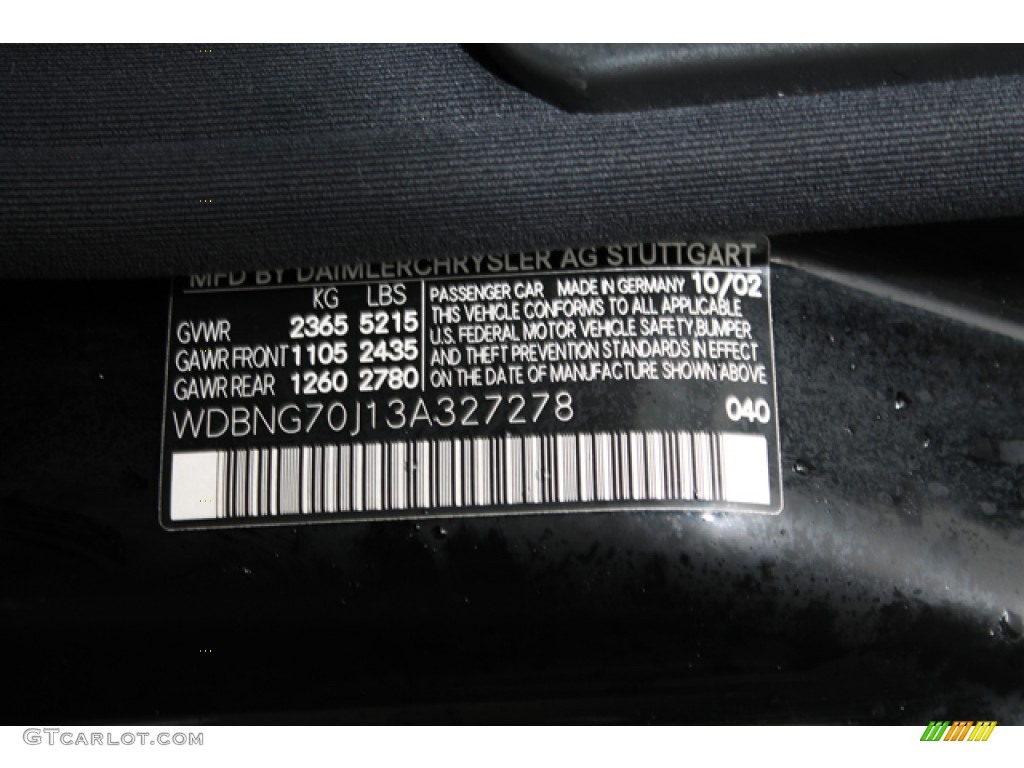 MFD BY DAIMLERCHRYSLER AG STUTTGART
KG LBS
GVWR 2365 5215
GAWR FRONT 1105 2435
GAWR REAR 1260 2780
PASSENGER CAR MADE IN GERMANY 10/02
THIS VEHICLE CONFORMS TO ALL APPLICABLE
U.S. FEDERAL MOTOR VEHICLE SAFETY, BUMPER
AND THEFT PREVENTION STANDARDS IN EFFECT
ON THE DATE OF MANUFACTURE SHOWN ABOVE
WDBNG70J13A327278 040
GTCARLOT.COM